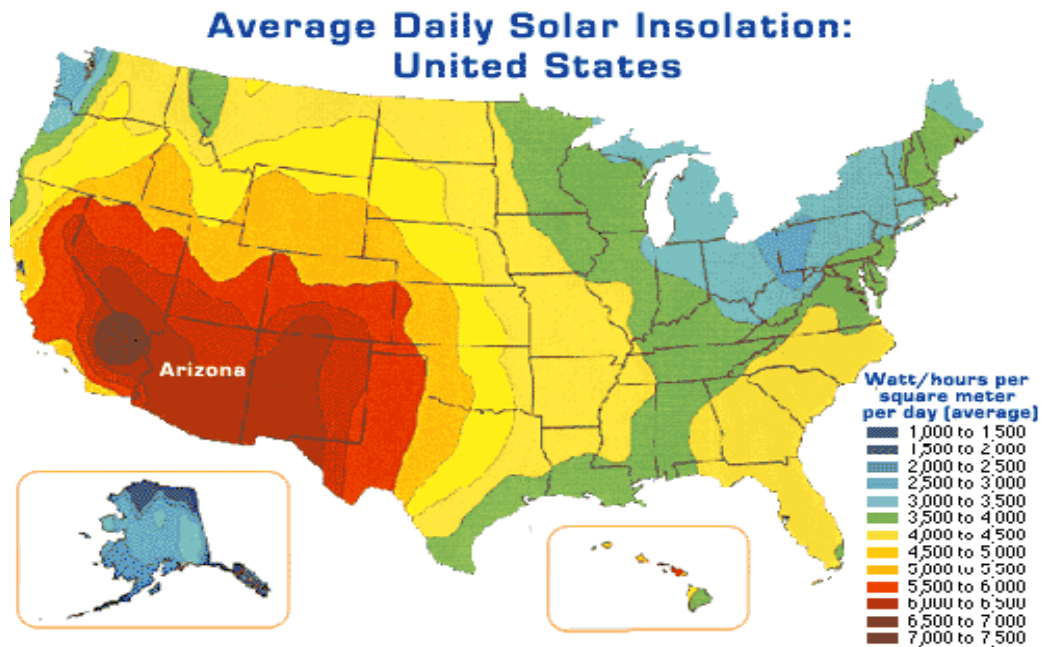 Average Daily Solar Insolation:
United States
Arizona
Watt/hours per
square meter
per day (average)
1,000 to 1,500
1,500 to 2,000
2,000 to 2,500
2,500 to 3,000
3,000 to 3,500
3,500 to 4,000
4,000 to 4,500
4,500 to 5,000
5,000 to 5,500
5,500 to 6,000
6,000 to 6,500
6,500 to 7,000
7,000 to 7,500